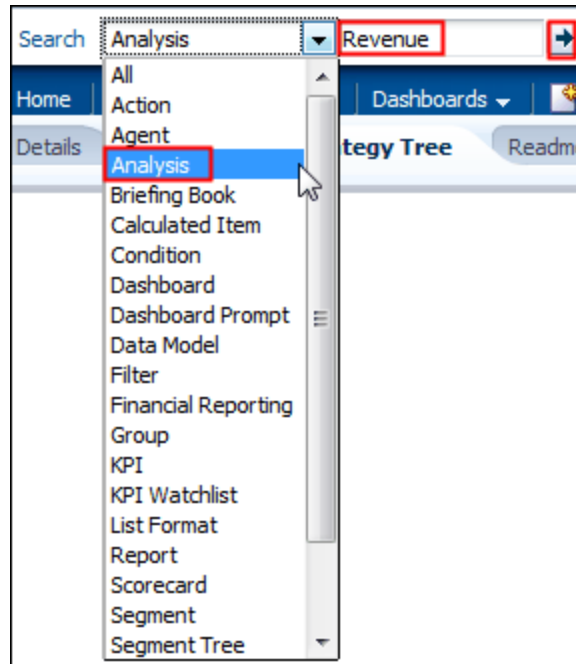 Search Analysis Revenue
All
Home Dashboards
Action
Agent
Details tegy Tree Readm
Analysis
Briefing Book
Calculated Item
Condition
Dashboard
Dashboard Prompt
Data Model
Filter
Financial Reporting
Group
KPI
KPI Watchlist
List Format
Report
Scorecard
Segment
Segment Tree